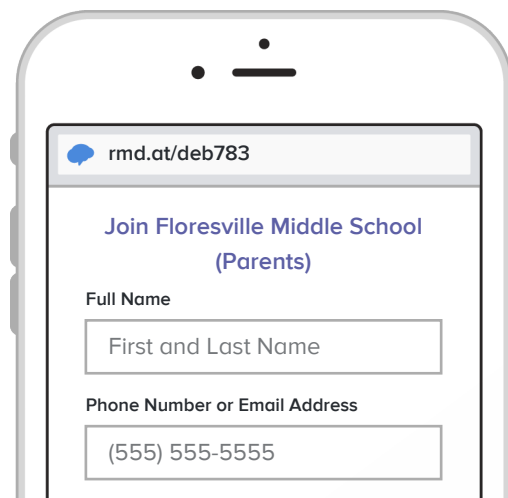 rmd.at/deb783
Join Floresville Middle School
(Parents)
Full Name
First and Last Name
Phone Number or Email Address
(555) 555-5555